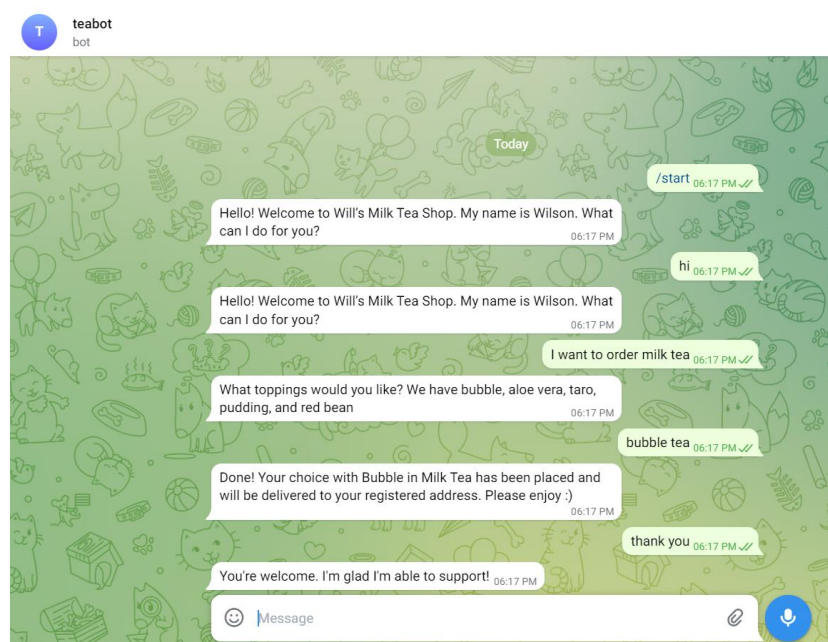 T
teabot
bot
Today
/start 06:17 PM
Hello! Welcome to Will's Milk Tea Shop. My name is Wilson. What
can I do for you?
06:17 PM
hi 06:17 PM
Hello! Welcome to Will's Milk Tea Shop. My name is Wilson. What
can I do for you?
06:17 PM
I want to order milk tea 06:17 PM
What toppings would you like? We have bubble, aloe vera, taro,
pudding, and red bean
06:17 PM
bubble tea 06:17 PM
Done! Your choice with Bubble in Milk Tea has been placed and
will be delivered to your registered address. Please enjoy :)
06:17 PM
thank you 06:17 PM
You're welcome. I'm glad I'm able to support! 06:17 PM
Message